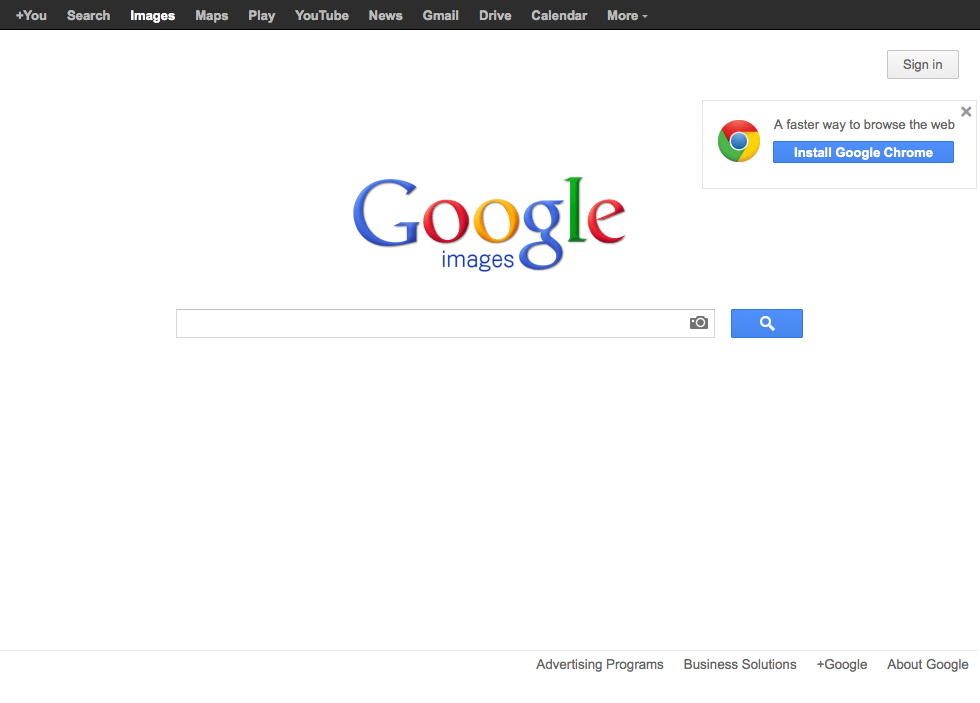 +You Search Images Maps Play YouTube News Gmail Drive Calendar More
Sign in
A faster way to browse the web
Install Google Chrome
Google
images
Advertising Programs Business Solutions +Google About Google